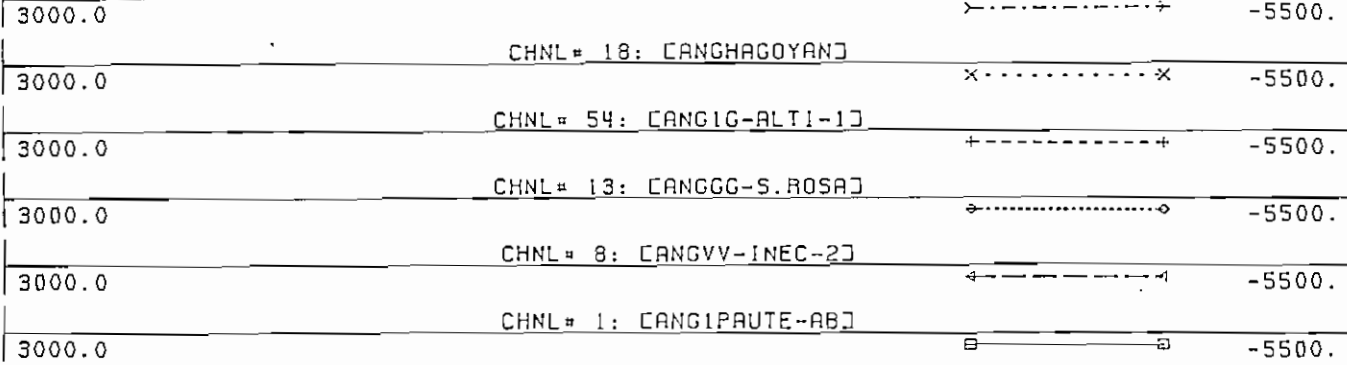 3000.0 -5500.
CHNL# 18: [ANGHAGOYAN]
3000.0 -5500.
CHNL# 54: [ANG1G-ALTI-1]
3000.0 -5500.
CHNL# 13: [ANGGG-S.ROSA]
3000.0 -5500.
CHNL# 8: [ANGVV-INEC-2]
3000.0 -5500.
CHNL# 1: [ANG1PAUTE-AB]
3000.0 -5500.